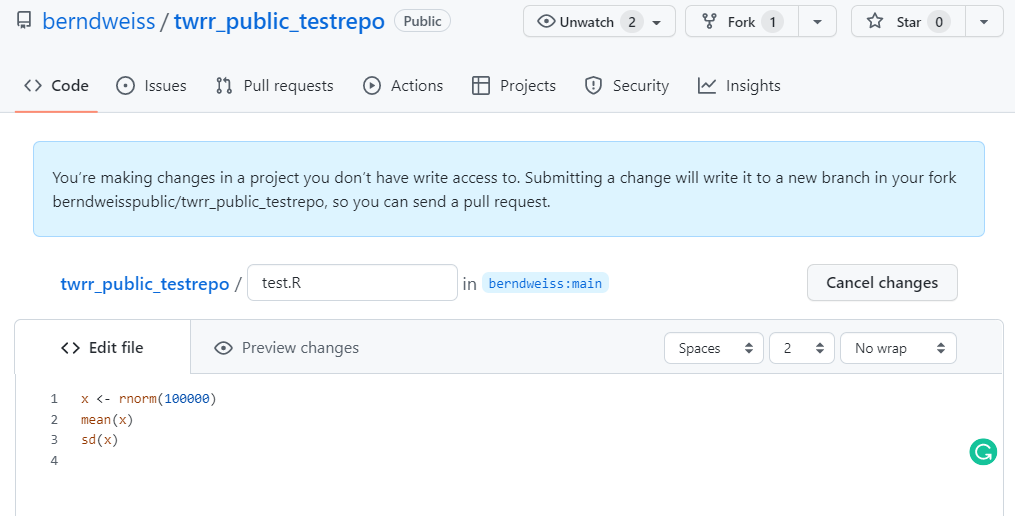 berndweiss / twrr_public_testrepo Public Unwatch 2 Fork 1 Star 0
Code Issues Pull requests Actions Projects Security Insights
You're making changes in a project you don't have write access to. Submitting a change will write it to a new branch in your fork
berndweisspublic/twrr_public_testrepo, so you can send a pull request.
twrr_public_testrepo / test.R in berndweiss:main Cancel changes
<> Edit file Preview changes Spaces 2 No wrap
1 x <- rnorm(100000)
2 mean(x)
3 sd(x)
4